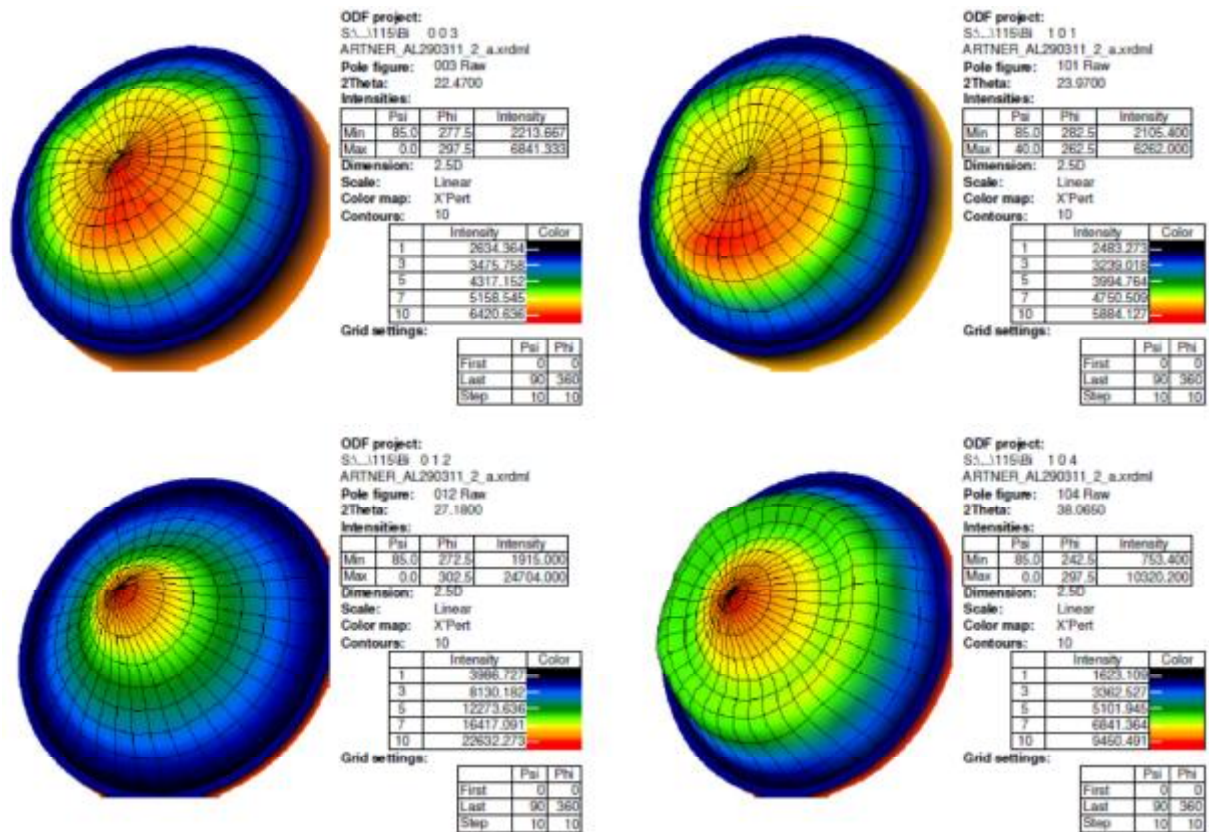 ODF project:
S:\...\115\Bi 0 0 3
ARTNER_AL290311_2_a.xrdml
Pole figure: 003 Raw
2Theta: 22.4700
Intensities:
Psi Phi Intensity
Min 85.0 277.5 2213.667
Max 0.0 297.5 6841.333
Dimension: 2.5D
Scale: Linear
Color map: X'Pert
Contours: 10
Intensity Color
1 2634.364
3 3475.758
5 4317.152
7 5158.545
10 6420.636
Grid settings:
Psi Phi
First 0 0
Last 90 360
Step 10 10
ODF project:
S:\...\115\Bi 1 0 1
ARTNER_AL290311_2_a.xrdml
Pole figure: 101 Raw
2Theta: 23.9700
Intensities:
Psi Phi Intensity
Min 85.0 282.5 2105.400
Max 40.0 262.5 6262.000
Dimension: 2.5D
Scale: Linear
Color map: X'Pert
Contours: 10
Intensity Color
1 2483.273
3 3239.018
5 3994.764
7 4750.509
10 5884.127
Grid settings:
Psi Phi
First 0 0
Last 90 360
Step 10 10
ODF project:
S:\...\115\Bi 0 1 2
ARTNER_AL290311_2_a.xrdml
Pole figure: 012 Raw
2Theta: 27.1800
Intensities:
Psi Phi Intensity
Min 85.0 272.5 1915.000
Max 0.0 302.5 24704.000
Dimension: 2.5D
Scale: Linear
Color map: X'Pert
Contours: 10
Intensity Color
1 3986.727
3 8130.182
5 12273.636
7 16417.091
10 22632.273
Grid settings:
Psi Phi
First 0 0
Last 90 360
Step 10 10
ODF project:
S:\...\115\Bi 1 0 4
ARTNER_AL290311_2_a.xrdml
Pole figure: 104 Raw
2Theta: 38.0650
Intensities:
Psi Phi Intensity
Min 85.0 242.5 753.400
Max 0.0 297.5 10320.200
Dimension: 2.5D
Scale: Linear
Color map: X'Pert
Contours: 10
Intensity Color
1 1623.109
3 3362.527
5 5101.945
7 6841.364
10 9450.491
Grid settings:
Psi Phi
First 0 0
Last 90 360
Step 10 10